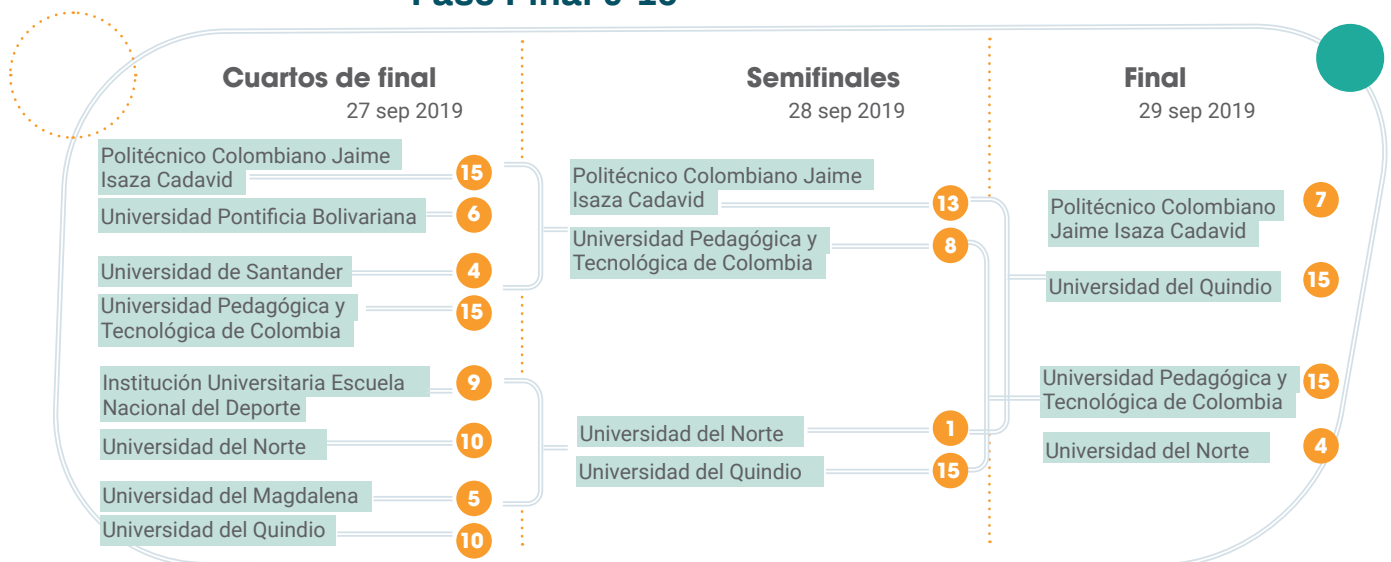 Cuartos de final
27 sep 2019
Politécnico Colombiano Jaime
Isaza Cadavid
15
Universidad Pontificia Bolivariana
6
Universidad de Santander
4
Universidad Pedagógica y
Tecnológica de Colombia
15
Institución Universitaria Escuela
Nacional del Deporte
9
Universidad del Norte
10
Universidad del Magdalena
5
Universidad del Quindio
10
Semifinales
28 sep 2019
Politécnico Colombiano Jaime
Isaza Cadavid
13
Universidad Pedagógica y
Tecnológica de Colombia
8
Universidad del Norte
1
Universidad del Quindio
15
Final
29 sep 2019
Politécnico Colombiano
Jaime Isaza Cadavid
7
Universidad del Quindio
15
Universidad Pedagógica y
Tecnológica de Colombia
15
Universidad del Norte
4